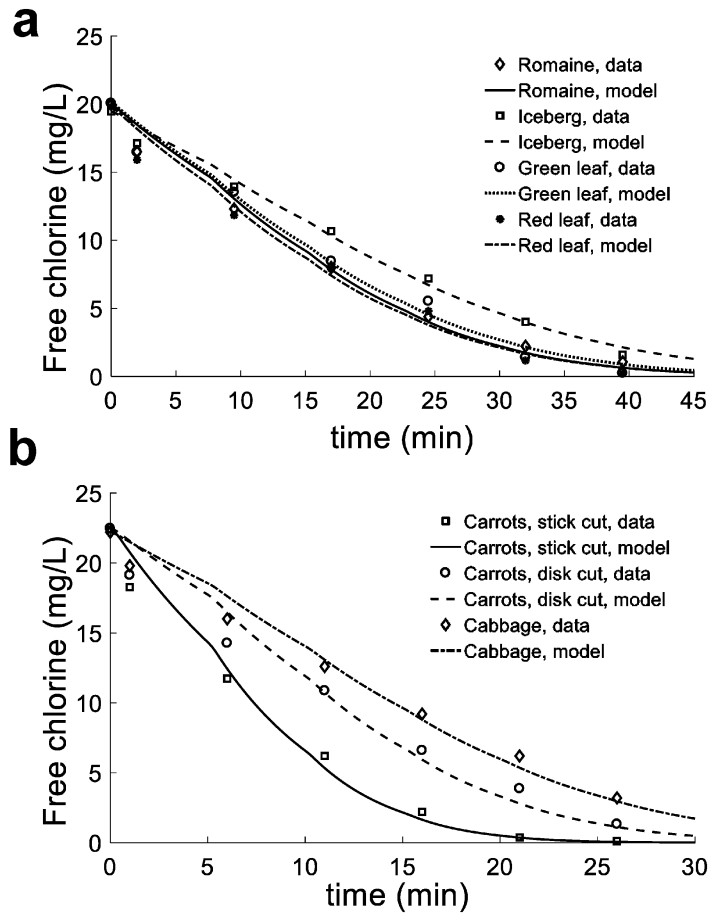 a
25
20
15
10
5
0
Free chlorine (mg/L)
0 5 10 15 20 25 30 35 40 45
time (min)
Romaine, data
Romaine, model
Iceberg, data
Iceberg, model
Green leaf, data
Green leaf, model
Red leaf, data
Red leaf, model
b
25
20
15
10
5
0
Free chlorine (mg/L)
0 5 10 15 20 25 30
time (min)
Carrots, stick cut, data
Carrots, stick cut, model
Carrots, disk cut, data
Carrots, disk cut, model
Cabbage, data
Cabbage, model